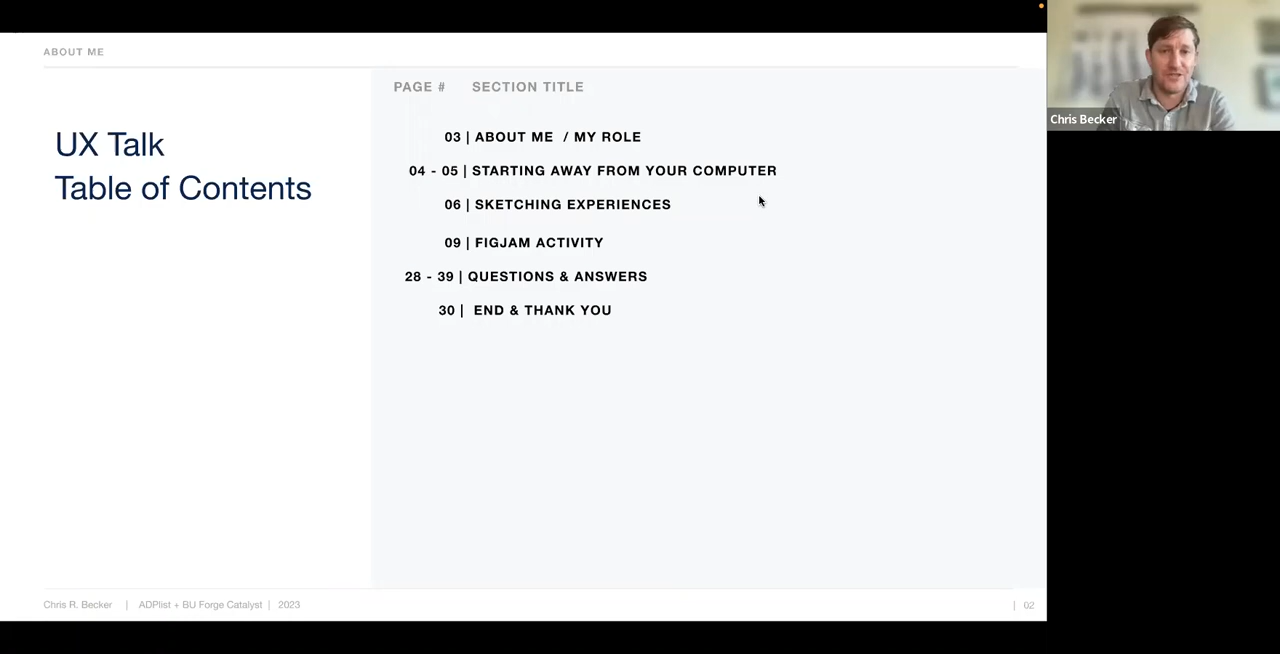 ABOUT ME
UX Talk
Table of Contents
PAGE # SECTION TITLE
03 | ABOUT ME / MY ROLE
04 - 05 | STARTING AWAY FROM YOUR COMPUTER
06 | SKETCHING EXPERIENCES
09 | FIGJAM ACTIVITY
28 - 39 | QUESTIONS & ANSWERS
30 | END & THANK YOU
Chris R. Becker | ADPlist + BU Forge Catalyst | 2023
| 02
Chris Becker